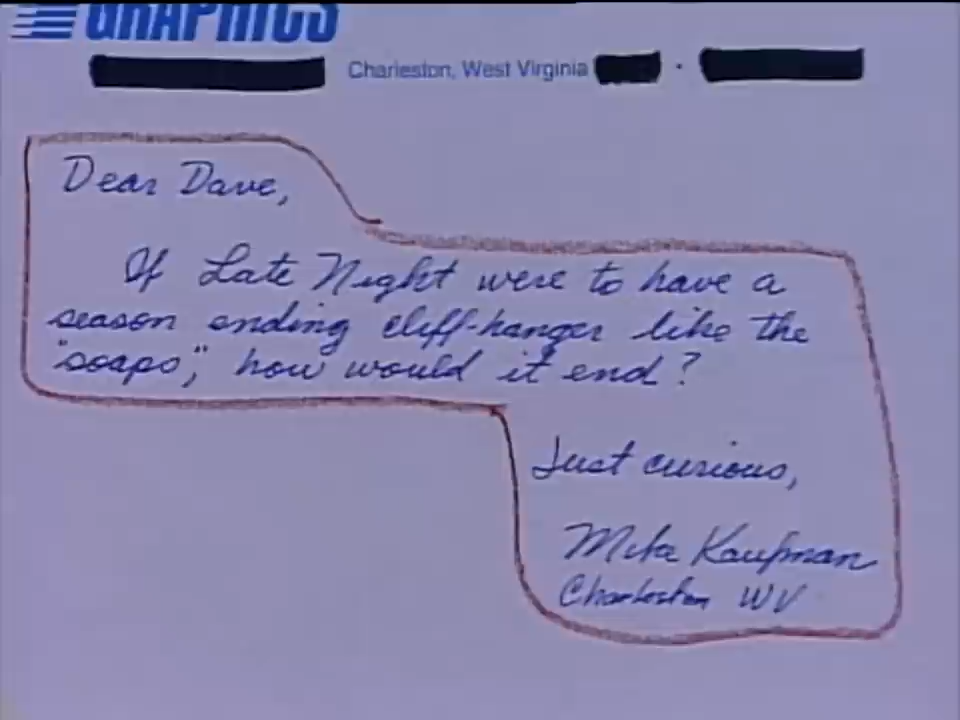 GRAPHICS
Charleston, West Virginia ·
Dear Dave,
If Late Night were to have a
season ending cliff-hanger like the
"soaps," how would it end?
Just curious,
Mike Kaufman
Charleston WV